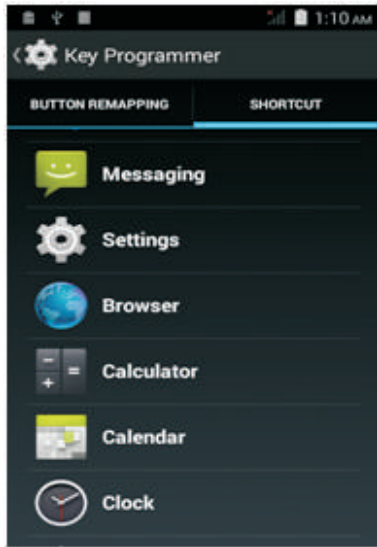 1:10 AM
Key Programmer
BUTTON REMAPPING SHORTCUT
Messaging
Settings
Browser
Calculator
Calendar
Clock